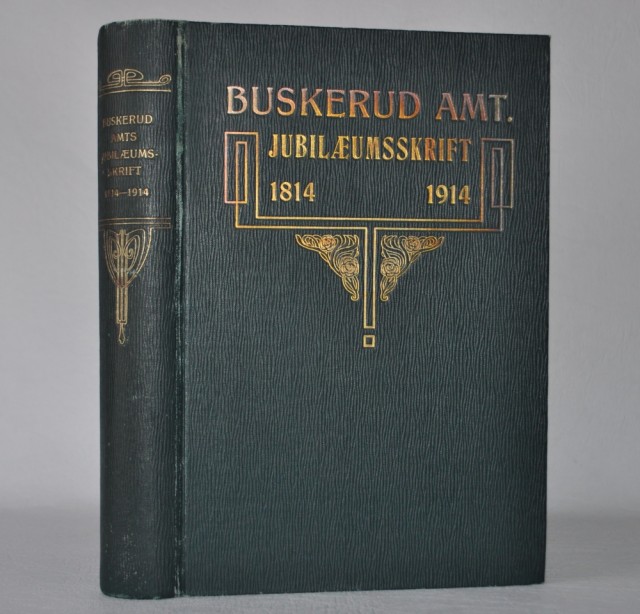 BUSKERUD AMT.
JUBILÆUMSSKRIFT
1814 1914
BUSKERUD
AMTS
JUBILÆUMS-
SKRIFT
1814—1914